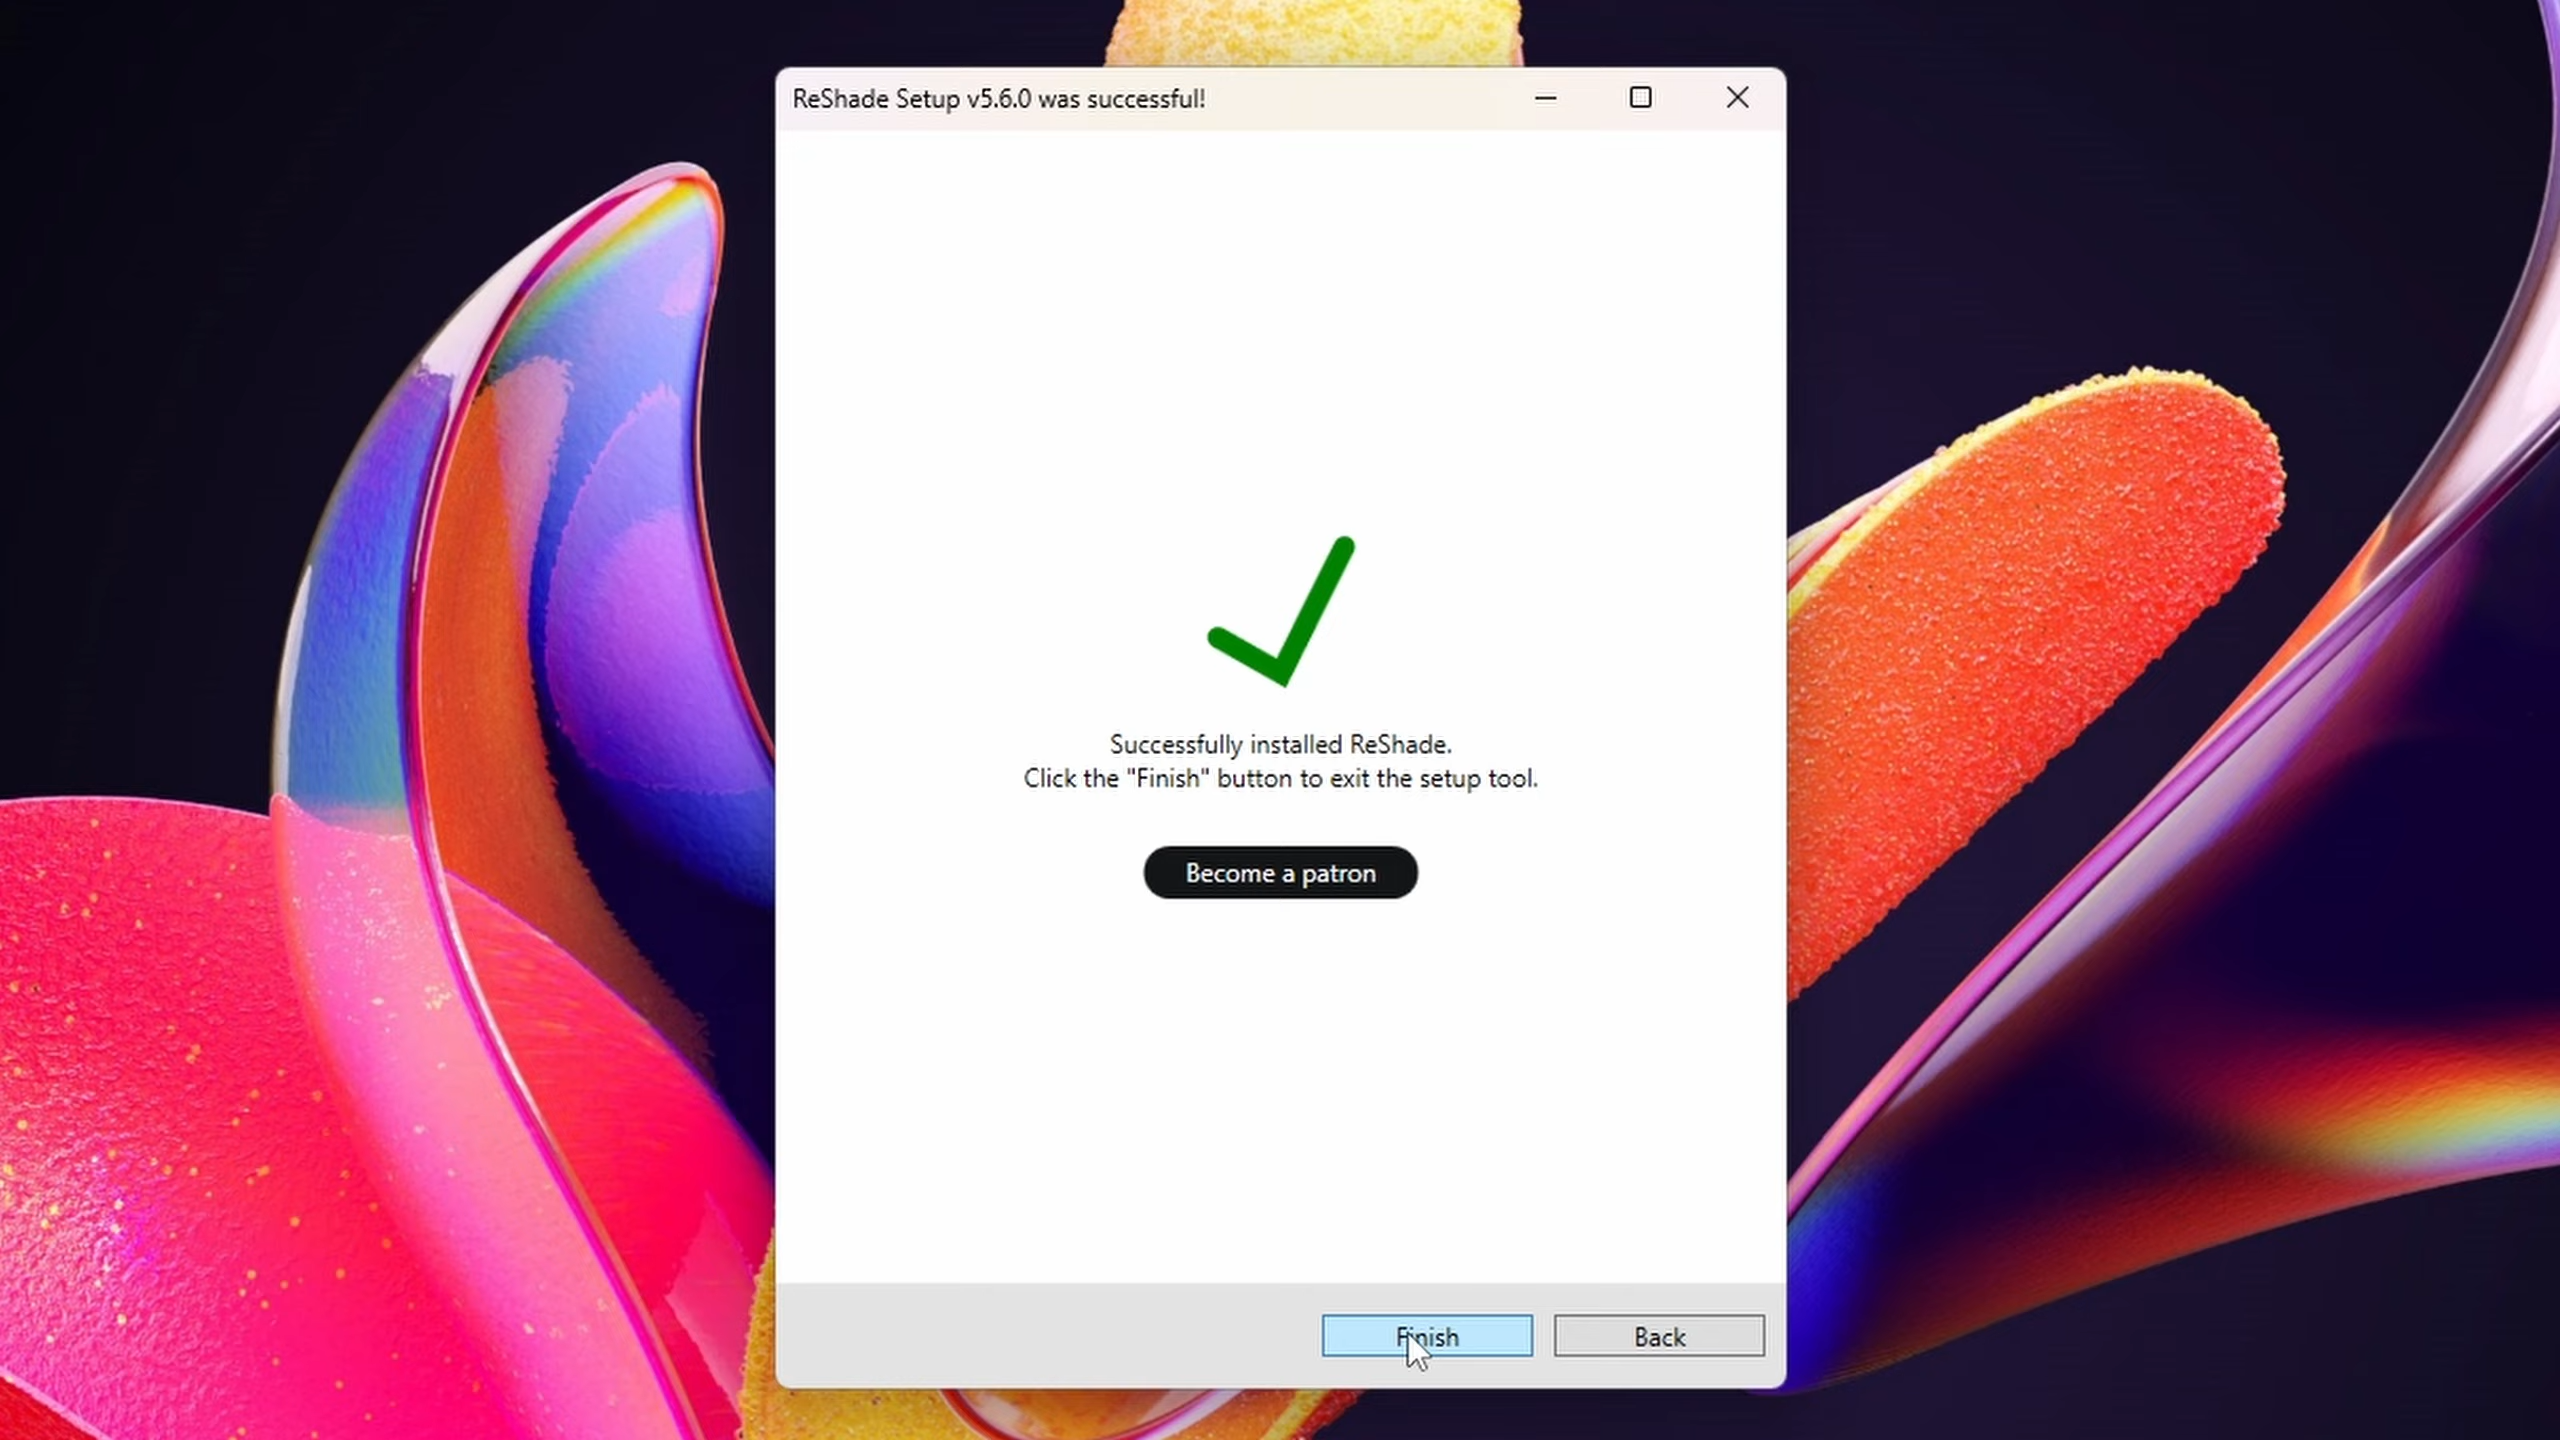 ReShade Setup v5.6.0 was successful!
Successfully installed ReShade.
Click the "Finish" button to exit the setup tool.
Become a patron
Finish
Back